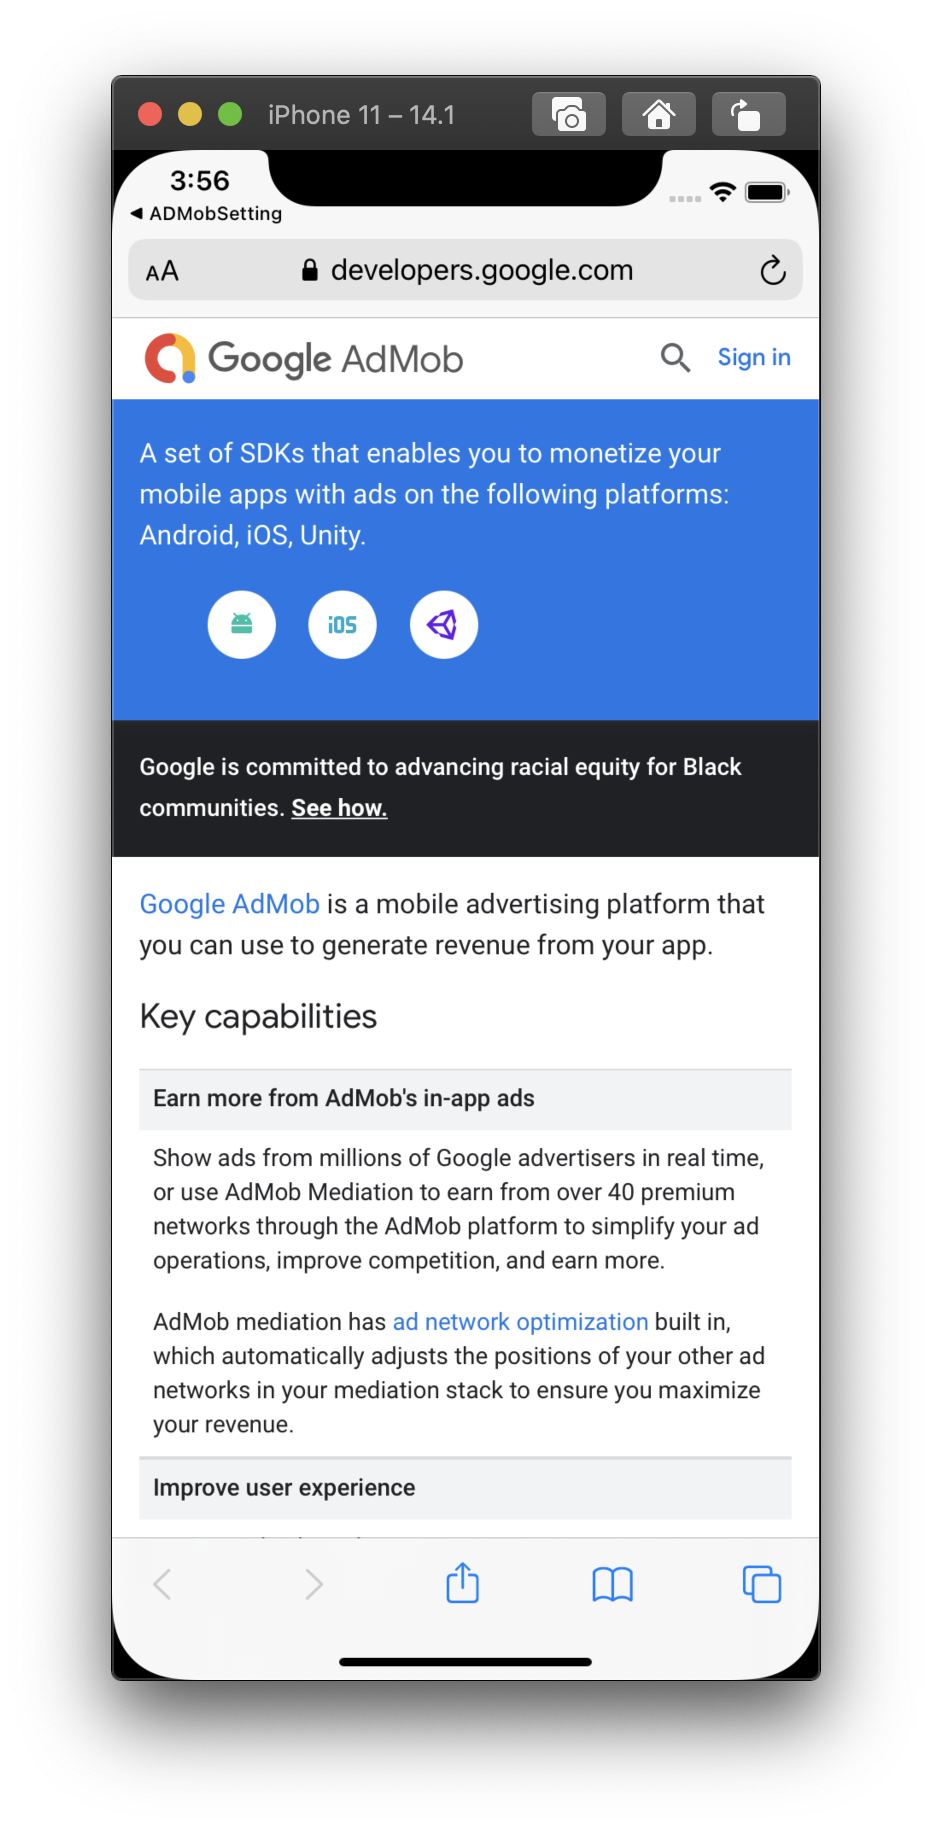 iPhone 11 – 14.1
3:56
◀ ADMobSetting
AA developers.google.com
Google AdMob Sign in
A set of SDKs that enables you to monetize your
mobile apps with ads on the following platforms:
Android, iOS, Unity.
iOS
Google is committed to advancing racial equity for Black
communities. See how.
Google AdMob is a mobile advertising platform that
you can use to generate revenue from your app.
Key capabilities
Earn more from AdMob's in-app ads
Show ads from millions of Google advertisers in real time,
or use AdMob Mediation to earn from over 40 premium
networks through the AdMob platform to simplify your ad
operations, improve competition, and earn more.
AdMob mediation has ad network optimization built in,
which automatically adjusts the positions of your other ad
networks in your mediation stack to ensure you maximize
your revenue.
Improve user experience